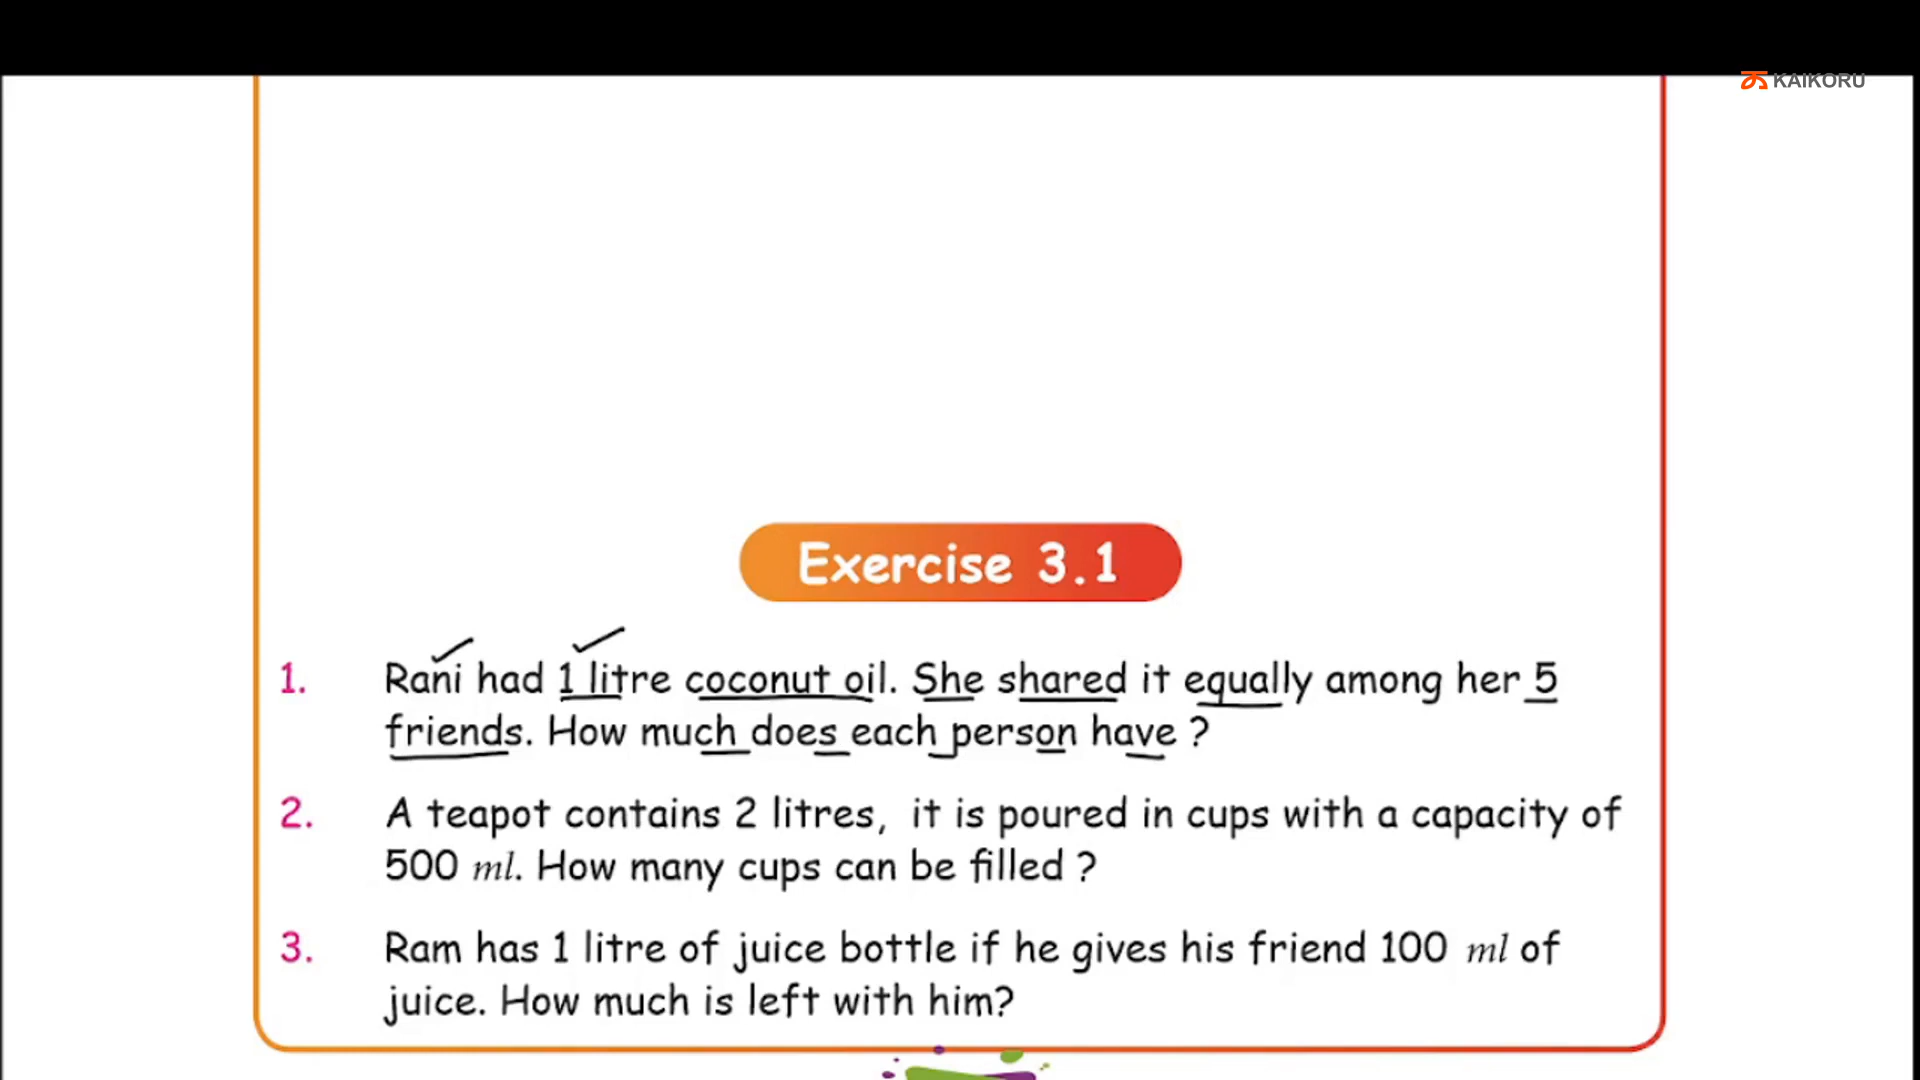 KAIKORU
Exercise 3.1
1. Rani had 1 litre coconut oil. She shared it equally among her 5
friends. How much does each person have ?
2. A teapot contains 2 litres, it is poured in cups with a capacity of
500 ml. How many cups can be filled ?
3. Ram has 1 litre of juice bottle if he gives his friend 100 ml of
juice. How much is left with him?